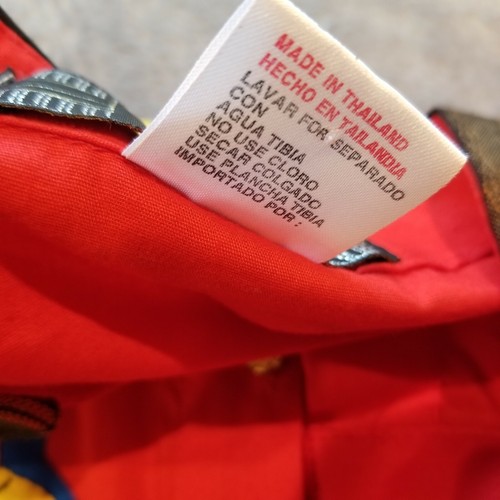 MADE IN THAILAND
HECHO EN TAILANDIA
LAVAR FOR SEPARADO
CON
AGUA TIBIA
NO USE CLORO
SECAR COLGADO
USE PLANCHA TIBIA
IMPORTADO POR :